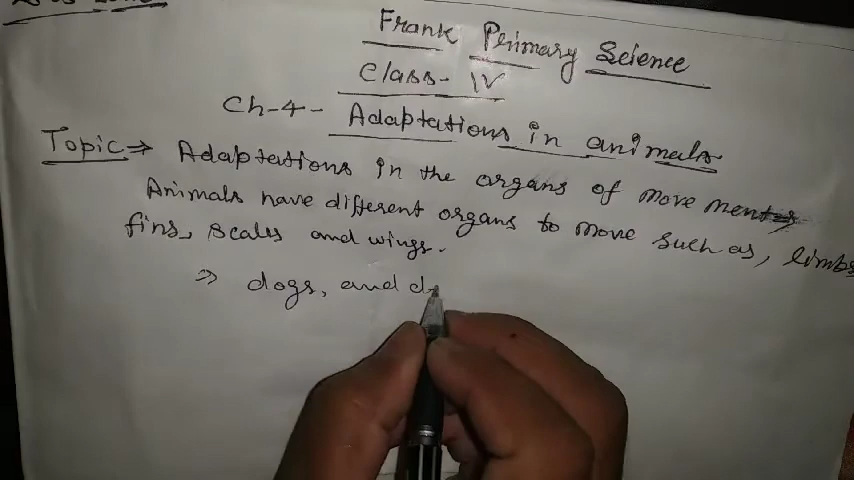 Frank Primary Science
Class- IV
Ch-4- Adaptations in animals
Topic⇒ Adaptations in the organs of movement
Animals have different organs to move such as, limbs
fins, scales and wings.
⇒ dogs, and d